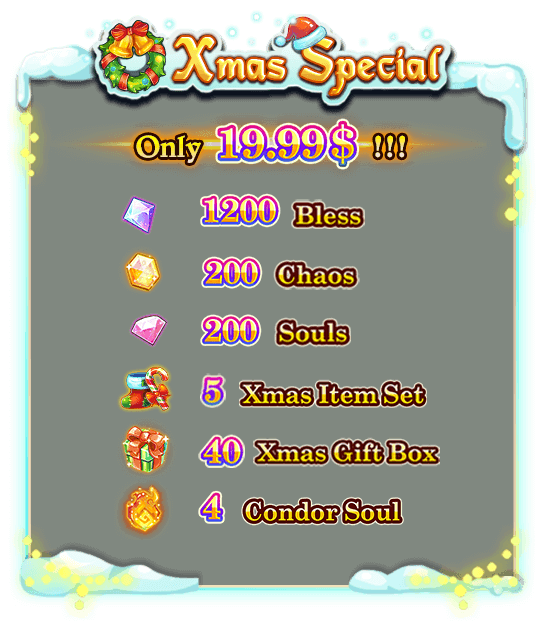 Xmas Special
Only 19.99$ !!!
1200 Bless
200 Chaos
200 Souls
5 Xmas Item Set
40 Xmas Gift Box
4 Condor Soul